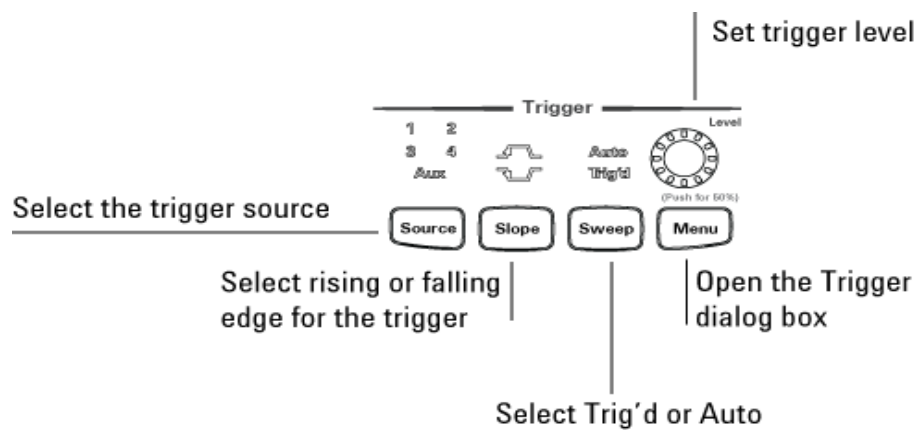 Set trigger level
Trigger
Level
1 2
3 4
Aux
Auto
Trig'd
(Push for 50%)
Select the trigger source
Source
Slope
Sweep
Menu
Select rising or falling
edge for the trigger
Open the Trigger
dialog box
Select Trig′d or Auto